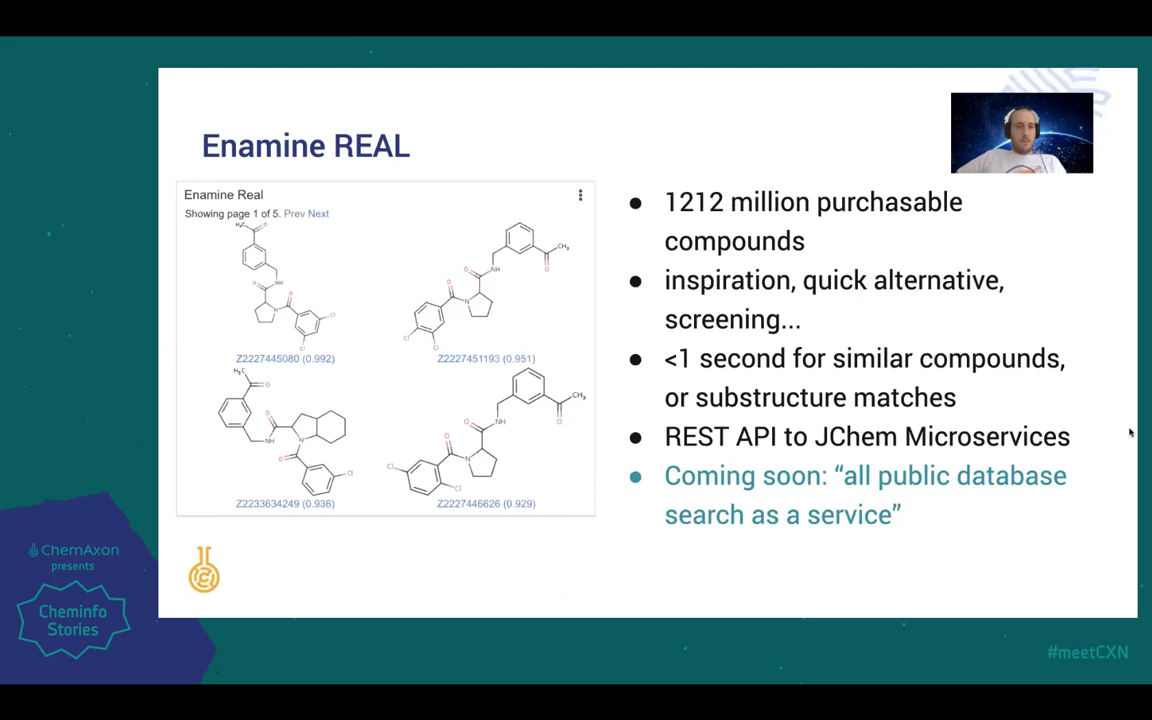 Enamine REAL
Enamine Real
Showing page 1 of 5. Prev Next
Z2227445080 (0.992)
Z2227451193 (0.951)
Z2233634249 (0.936)
Z2227446626 (0.929)
1212 million purchasable
compounds
inspiration, quick alternative,
screening...
<1 second for similar compounds,
or substructure matches
REST API to JChem Microservices
Coming soon: “all public database
search as a service”
ChemAxon
presents
Cheminfo
Stories
#meetCXN